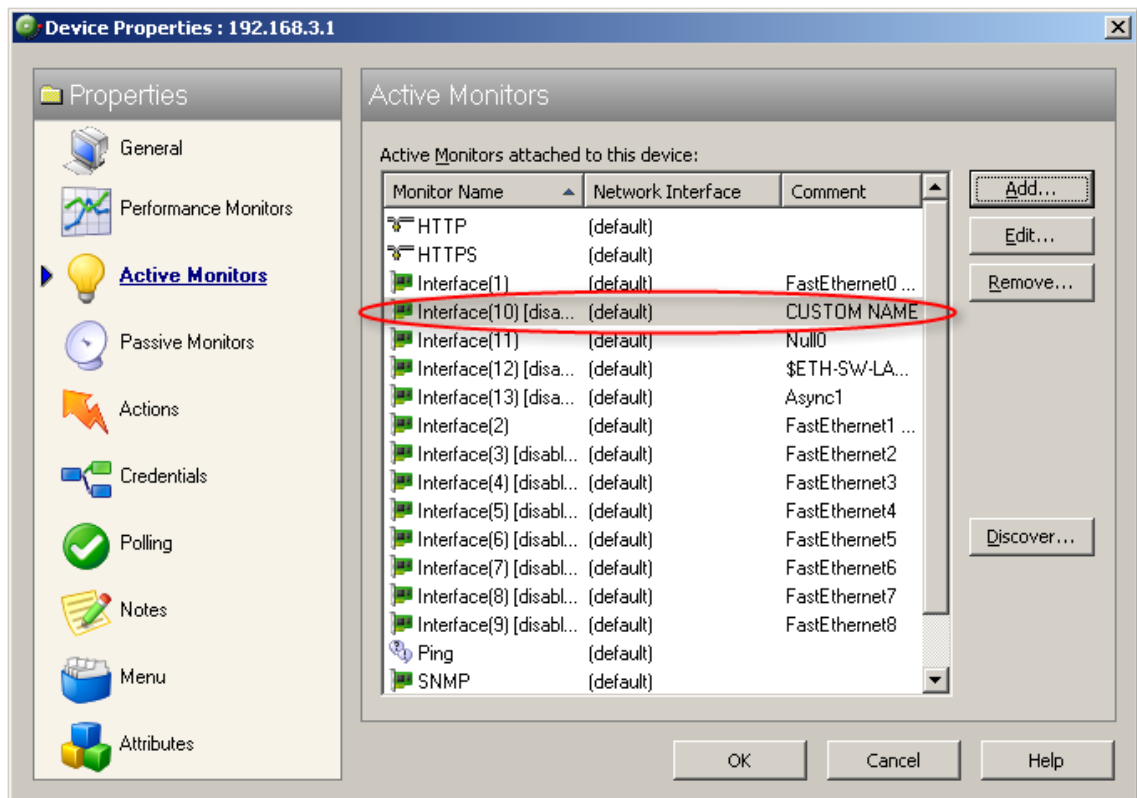 Device Properties : 192.168.3.1
Properties
General
Performance Monitors
Active Monitors
Passive Monitors
Actions
Credentials
Polling
Notes
Menu
Attributes
Active Monitors
Active Monitors attached to this device:
Monitor Name Network Interface Comment
HTTP (default)
HTTPS (default)
Interface(1) (default) FastEthernet0 ...
Interface(10) [disa... (default) CUSTOM NAME
Interface(11) (default) Null0
Interface(12) [disa... (default) $ETH-SW-LA...
Interface(13) [disa... (default) Async1
Interface(2) (default) FastEthernet1 ...
Interface(3) [disabl... (default) FastEthernet2
Interface(4) [disabl... (default) FastEthernet3
Interface(5) [disabl... (default) FastEthernet4
Interface(6) [disabl... (default) FastEthernet5
Interface(7) [disabl... (default) FastEthernet6
Interface(8) [disabl... (default) FastEthernet7
Interface(9) [disabl... (default) FastEthernet8
Ping (default)
SNMP (default)
Add...
Edit...
Remove...
Discover...
OK Cancel Help